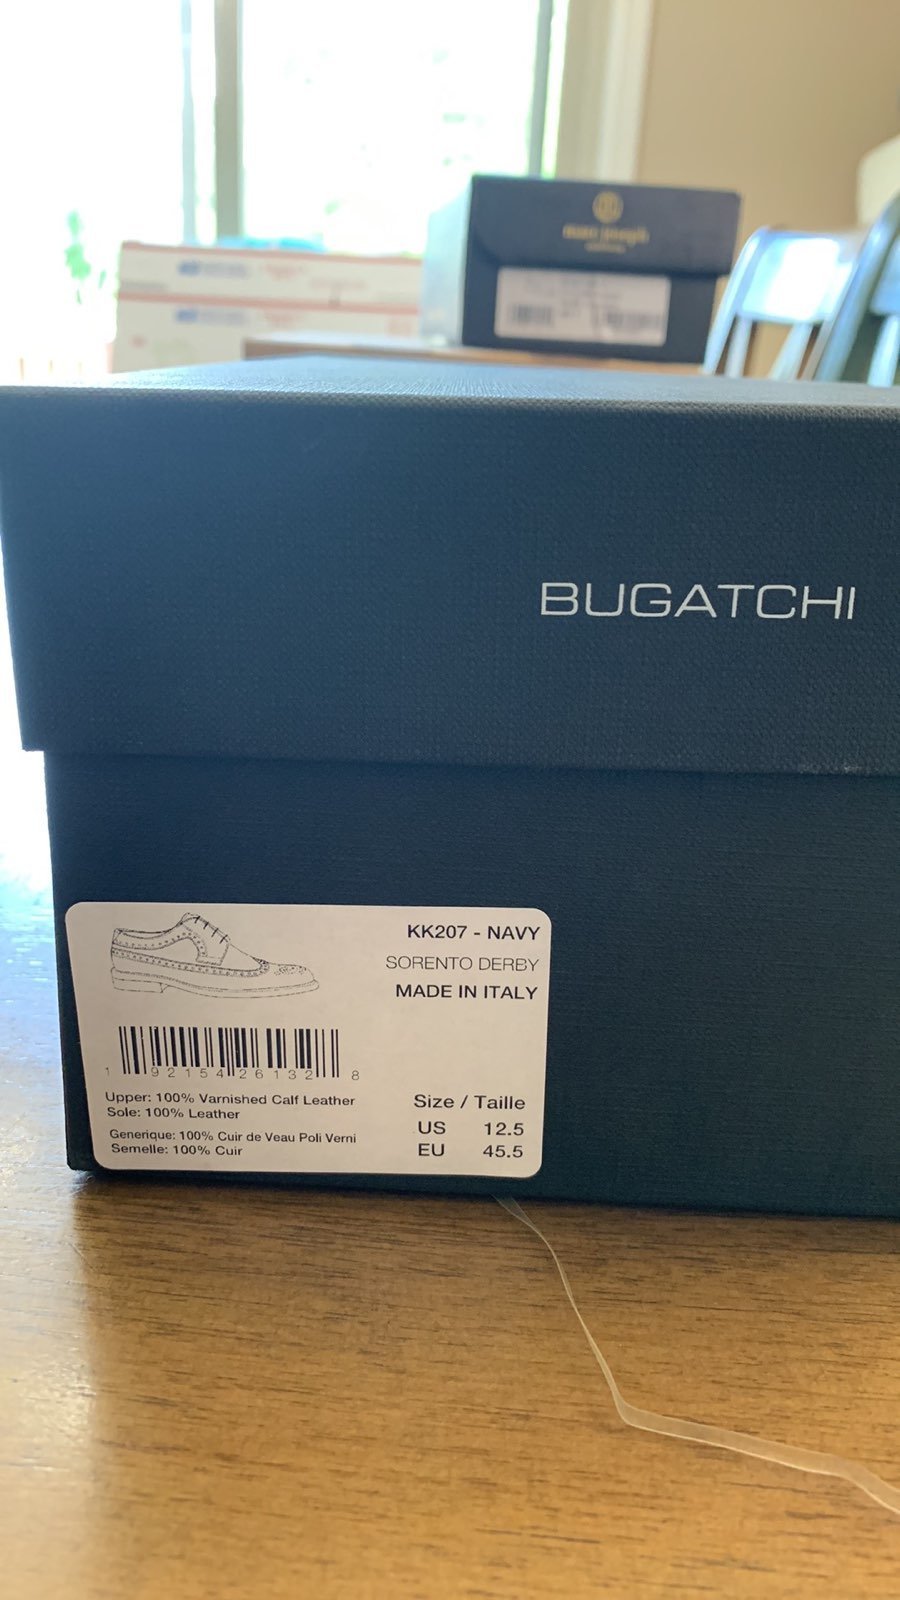 marc joseph
BUGATCHI
KK207 - NAVY
SORENTO DERBY
MADE IN ITALY
1 92154 26132 8
Upper: 100% Varnished Calf Leather
Sole: 100% Leather
Generique: 100% Cuir de Veau Poli Verni
Semelle: 100% Cuir
Size / Taille
US 12.5
EU 45.5